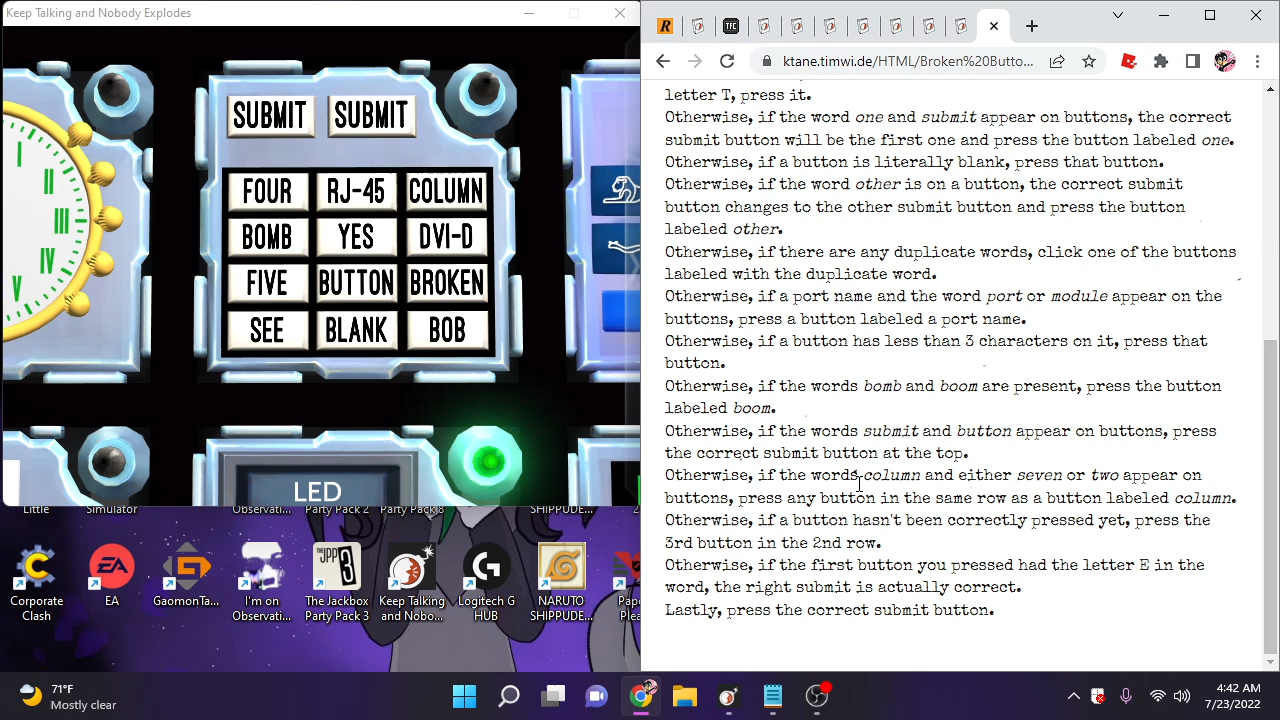 Keep Talking and Nobody Explodes
SUBMIT SUBMIT
FOUR RJ-45 COLUMN
BOMB YES DVI-D
FIVE BUTTON BROKEN
SEE BLANK BOB
I
II
III
IV
V
LED
ktane.timwi.de/HTML/Broken%20Butto...
letter T, press it.
Otherwise, if the word one and submit appear on buttons, the correct
submit button will be the first one and press the button labeled one.
Otherwise, if a button is literally blank, press that button.
Otherwise, if the word other is on a button, the correct submit
button changes to the other submit button and press the button
labeled other.
Otherwise, if there are any duplicate words, click one of the buttons
labeled with the duplicate word.
Otherwise, if a port name and the word port or module appear on the
buttons, press a button labeled a port name.
Otherwise, if a button has less than 3 characters on it, press that
button.
Otherwise, if the words bomb and boom are present, press the button
labeled boom.
Otherwise, if the words submit and button appear on buttons, press
the correct submit button at the top.
Otherwise, if the words column and either seven or two appear on
buttons, press any button in the same row as a button labeled column.
Otherwise, if a button hasn't been correctly pressed yet, press the
3rd button in the 2nd row.
Otherwise, if the first button you pressed had the letter E in the
word, the right submit is actually correct.
Lastly, press the correct submit button.
Little Simulator Observati... Party Pack 2 Party Pack 8 SHIPPUDE...
Corporate
Clash
EA
GaomonTa...
I'm on
Observati...
THE JPP 3
The Jackbox
Party Pack 3
Keep Talking
and Nobo...
Logitech G
HUB
NARUTO
SHIPPUDE...
71°F
Mostly clear
4:42 AM
7/23/2022